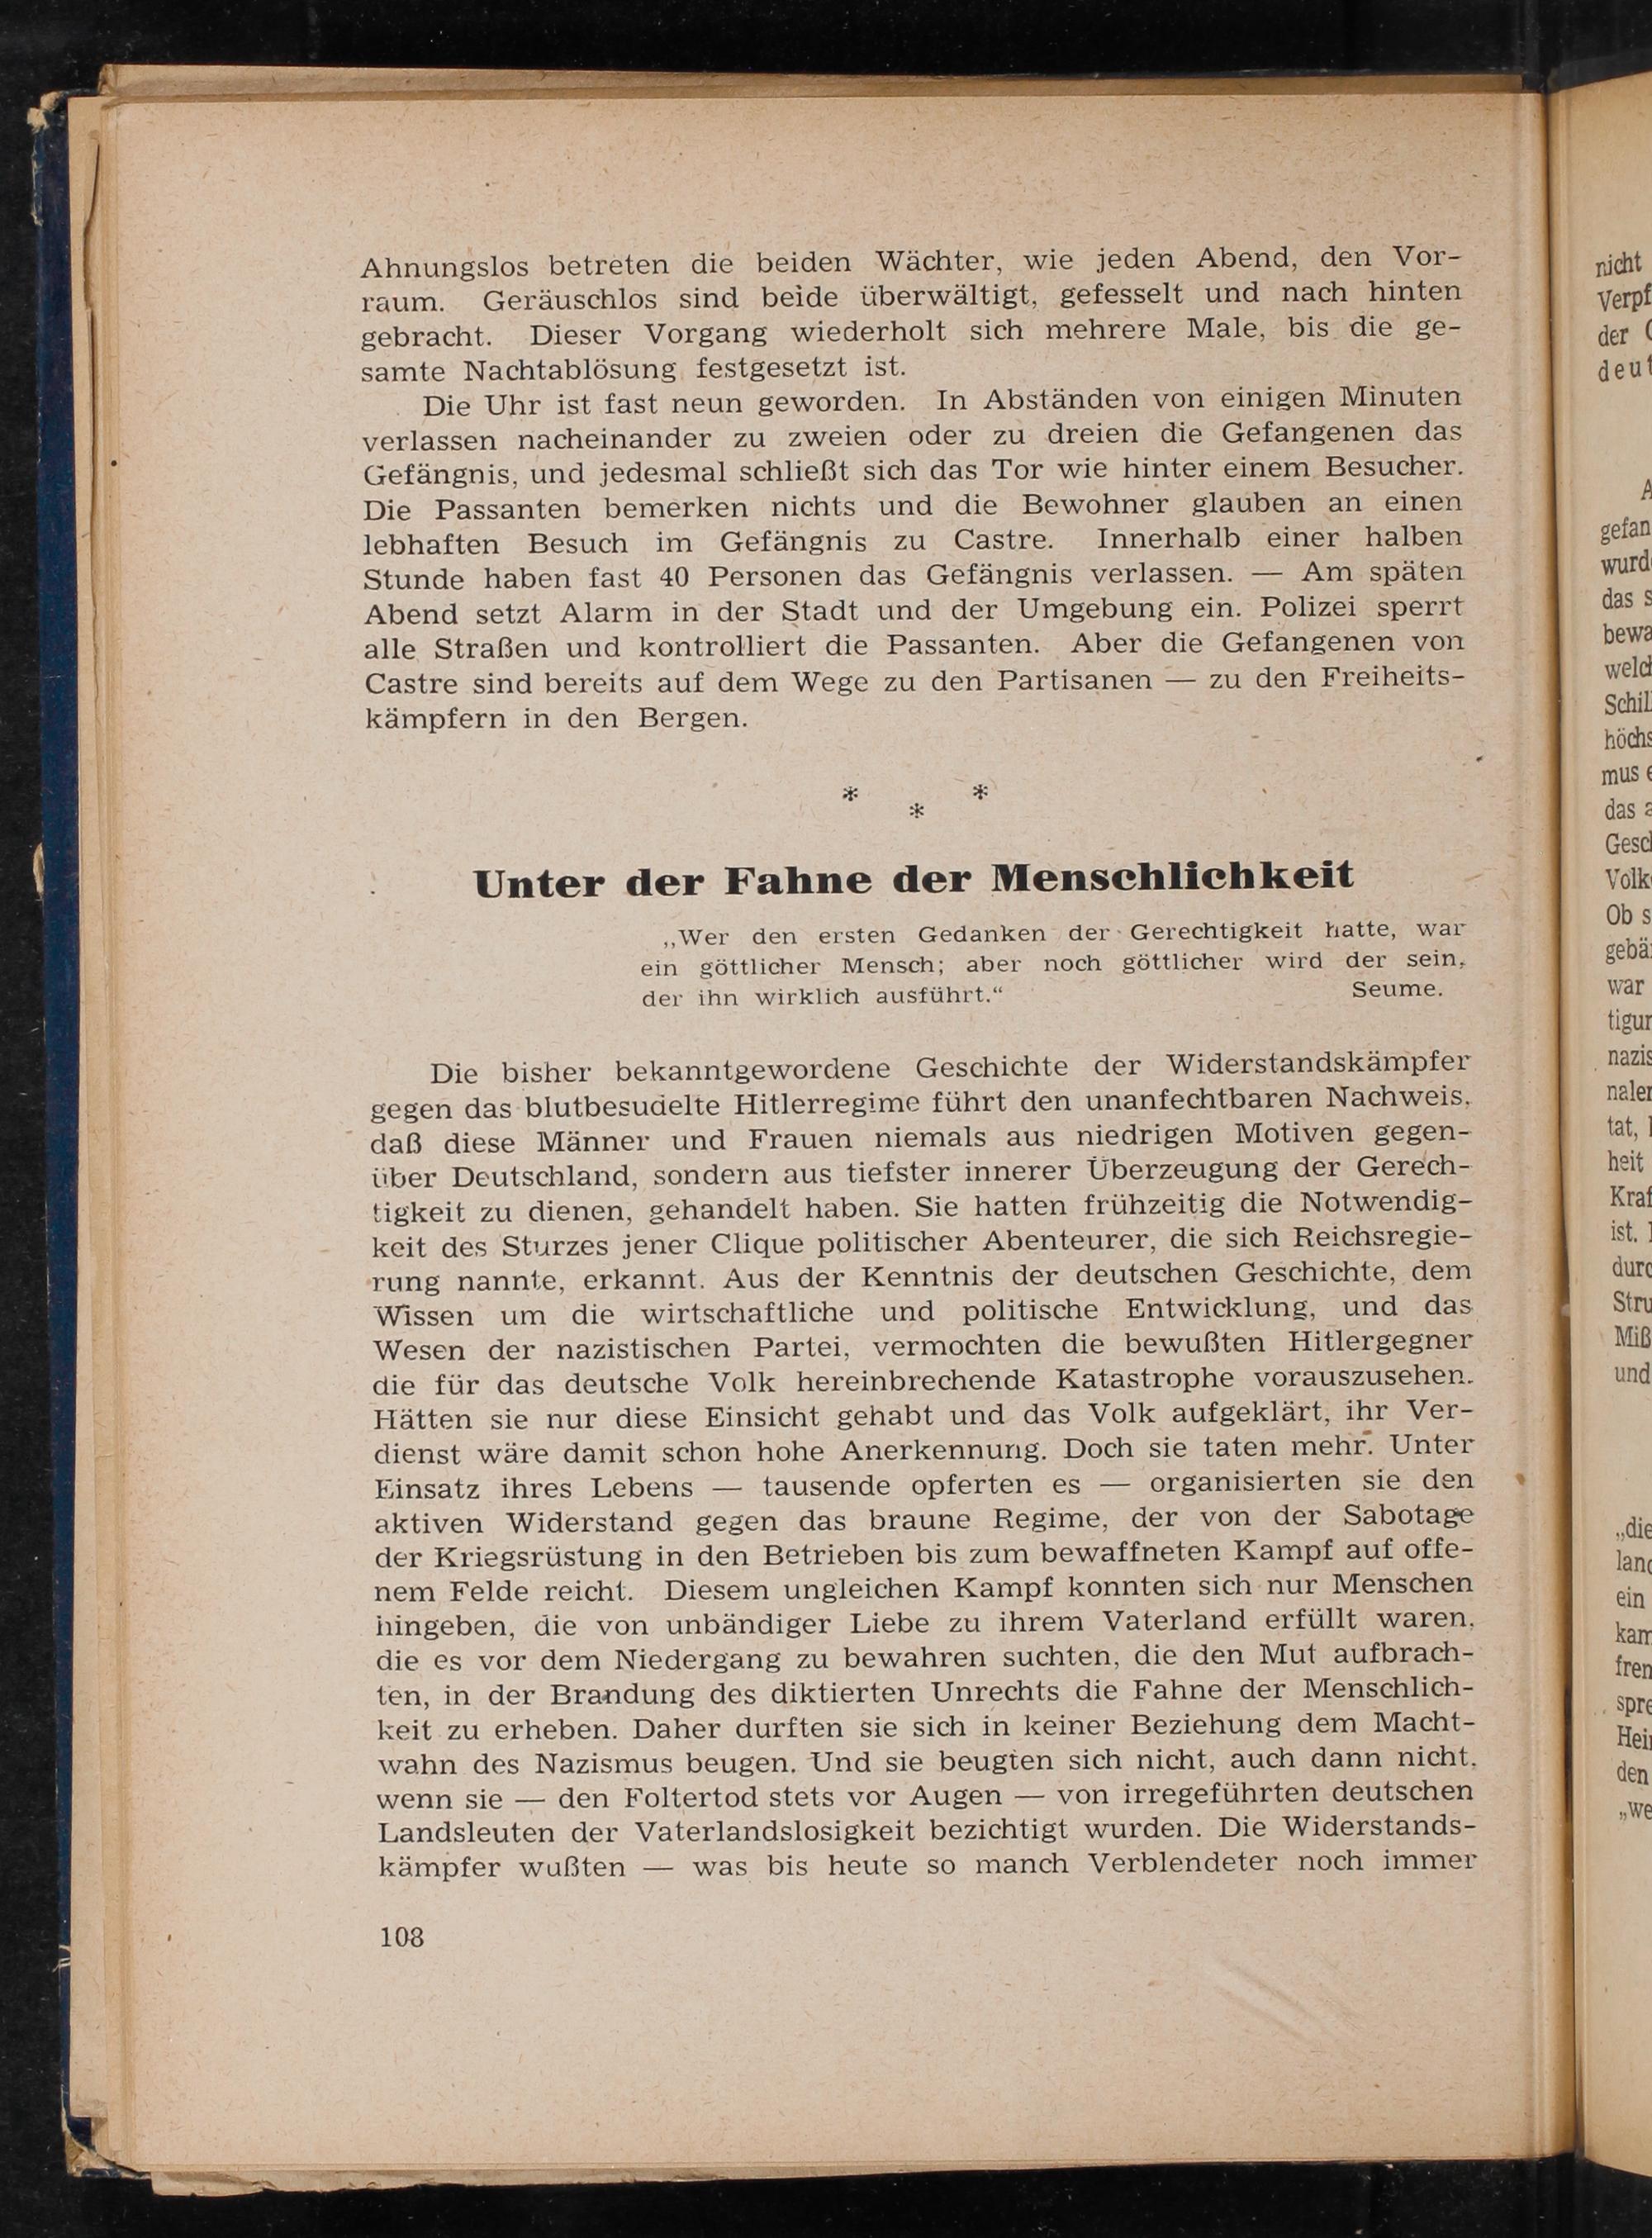 Ahnungslos betreten die beiden Wächter, wie jeden Abend, den Vor-
raum. Geräuschlos sind beide überwältigt, gefesselt und nach hinten
gebracht. Dieser Vorgang wiederholt sich mehrere Male, bis die ge-
samte Nachtablösung festgesetzt ist.
Die Uhr ist fast neun geworden. In Abständen von einigen Minuten
verlassen nacheinander zu zweien oder zu dreien die Gefangenen das
Gefängnis, und jedesmal schließt sich das Tor wie hinter einem Besucher.
Die Passanten bemerken nichts und die Bewohner glauben an einen
lebhaften Besuch im Gefängnis zu Castre. Innerhalb einer halben
Stunde haben fast 40 Personen das Gefängnis verlassen. — Am späten
Abend setzt Alarm in der Stadt und der Umgebung ein. Polizei sperrt
alle Straßen und kontrolliert die Passanten. Aber die Gefangenen von
Castre sind bereits auf dem Wege zu den Partisanen — zu den Freiheits-
kämpfern in den Bergen.
* * *
Unter der Fahne der Menschlichkeit
„Wer den ersten Gedanken der Gerechtigkeit hatte, war
ein göttlicher Mensch; aber noch göttlicher wird der sein,
der ihn wirklich ausführt.“ Seume.
Die bisher bekanntgewordene Geschichte der Widerstandskämpfer
gegen das blutbesudelte Hitlerregime führt den unanfechtbaren Nachweis,
daß diese Männer und Frauen niemals aus niedrigen Motiven gegen-
über Deutschland, sondern aus tiefster innerer Überzeugung der Gerech-
tigkeit zu dienen, gehandelt haben. Sie hatten frühzeitig die Notwendig-
keit des Sturzes jener Clique politischer Abenteurer, die sich Reichsregie-
rung nannte, erkannt. Aus der Kenntnis der deutschen Geschichte, dem
Wissen um die wirtschaftliche und politische Entwicklung, und das
Wesen der nazistischen Partei, vermochten die bewußten Hitlergegner
die für das deutsche Volk hereinbrechende Katastrophe vorauszusehen.
Hätten sie nur diese Einsicht gehabt und das Volk aufgeklärt, ihr Ver-
dienst wäre damit schon hohe Anerkennung. Doch sie taten mehr. Unter
Einsatz ihres Lebens — tausende opferten es — organisierten sie den
aktiven Widerstand gegen das braune Regime, der von der Sabotage
der Kriegsrüstung in den Betrieben bis zum bewaffneten Kampf auf offe-
nem Felde reicht. Diesem ungleichen Kampf konnten sich nur Menschen
hingeben, die von unbändiger Liebe zu ihrem Vaterland erfüllt waren,
die es vor dem Niedergang zu bewahren suchten, die den Mut aufbrach-
ten, in der Brandung des diktierten Unrechts die Fahne der Menschlich-
keit zu erheben. Daher durften sie sich in keiner Beziehung dem Macht-
wahn des Nazismus beugen. Und sie beugten sich nicht, auch dann nicht,
wenn sie — den Foltertod stets vor Augen — von irregeführten deutschen
Landsleuten der Vaterlandslosigkeit bezichtigt wurden. Die Widerstands-
kämpfer wußten — was bis heute so manch Verblendeter noch immer
108
nicht
der
das
war
heit
ist.
und
ein
den